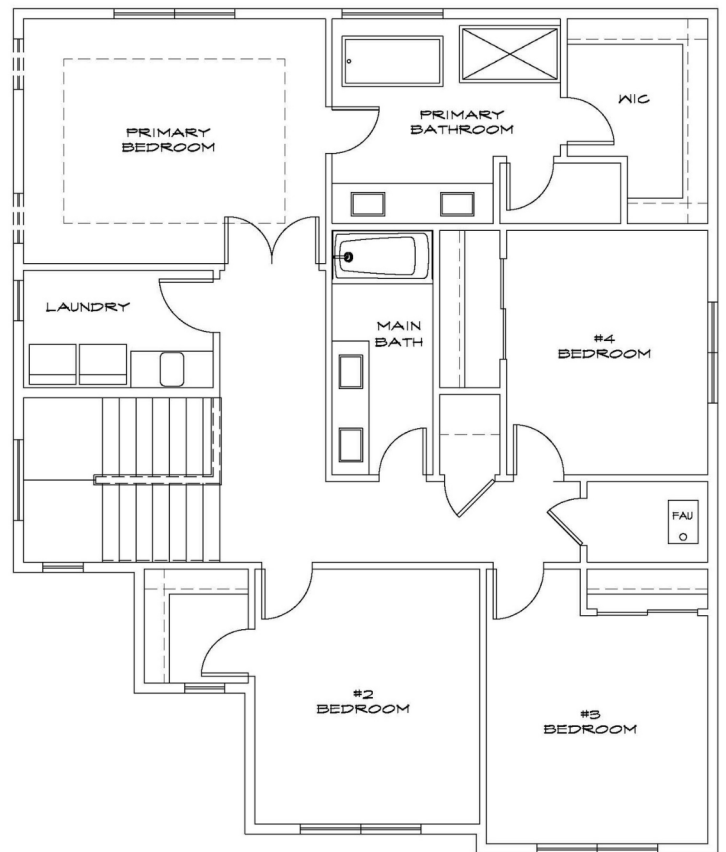 PRIMARY
BEDROOM
PRIMARY
BATHROOM
WIC
LAUNDRY
MAIN
BATH
#4
BEDROOM
FAU
#2
BEDROOM
#3
BEDROOM